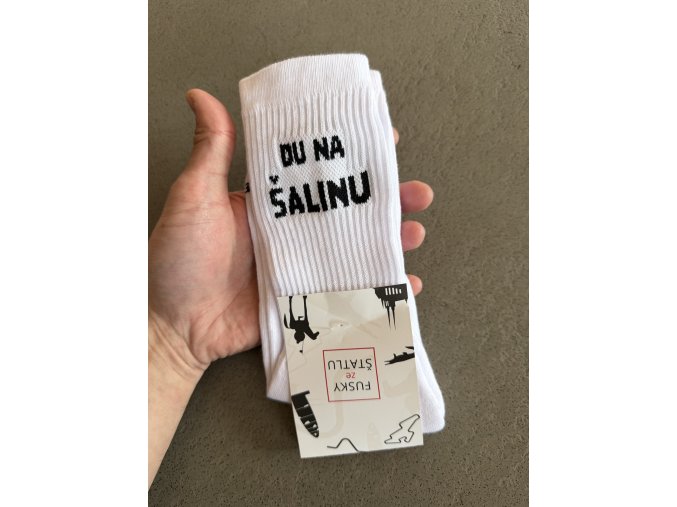 DU NA
ŠALINU
FUSKY
ze
ŠTATLU